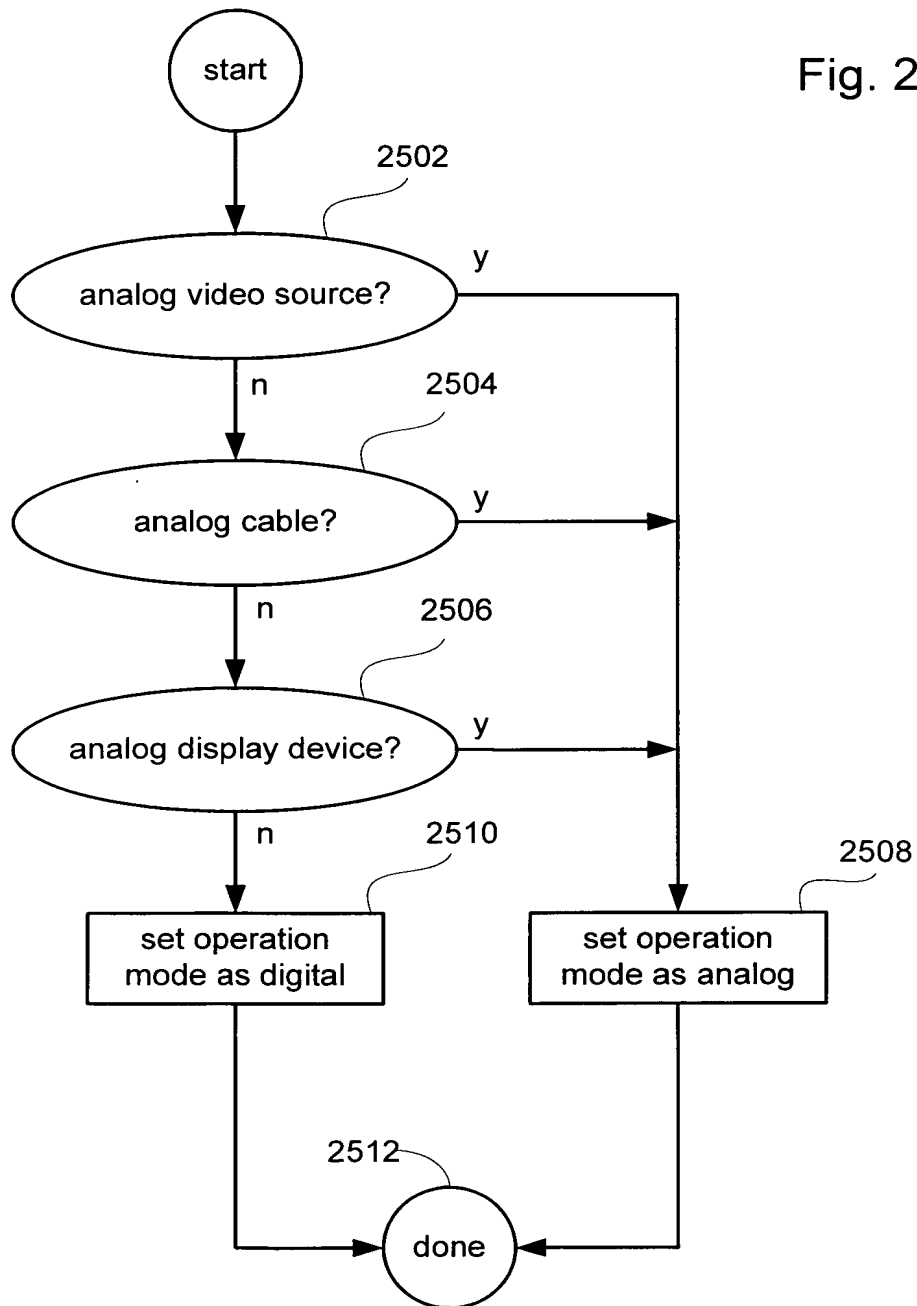 start
Fig. 2
2502
analog video source?
y
n
2504
analog cable?
y
n
2506
analog display device?
y
n
2510
2508
set operation
mode as digital
set operation
mode as analog
2512
done